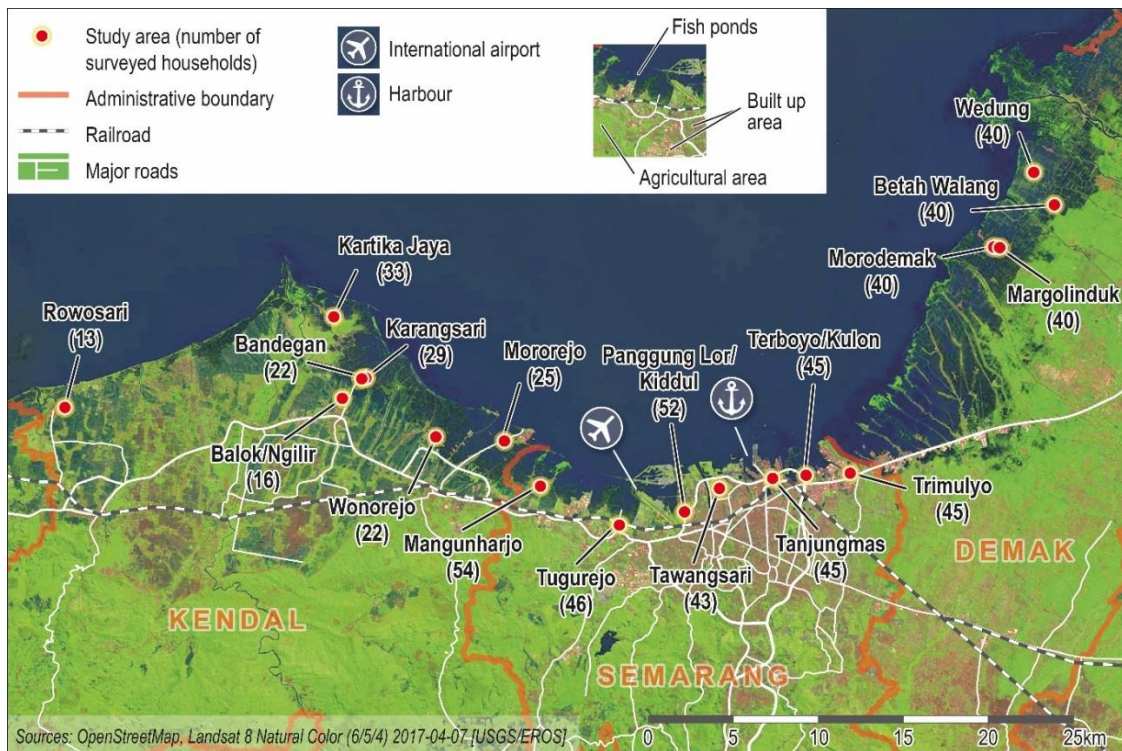 Study area (number of
surveyed households)
Administrative boundary
Railroad
Major roads
International airport
Harbour
Fish ponds
Built up
area
Agricultural area
Wedung
(40)
Betah Walang
(40)
Morodemak
(40)
Margolinduk
(40)
Kartika Jaya
(33)
Rowosari
(13)
Bandegan
(22)
Karangsari
(29)
Mororejo
(25)
Panggung Lor/
Kiddul
(52)
Terboyo/Kulon
(45)
Balok/Ngilir
(16)
Wonorejo
(22)
Mangunharjo
(54)
Tugurejo
(46)
Tawangsari
(43)
Tanjungmas
(45)
Trimulyo
(45)
KENDAL
SEMARANG
DEMAK
Sources: OpenStreetMap, Landsat 8 Natural Color (6/5/4) 2017-04-07 [USGS/EROS]
0 5 10 15 20 25km